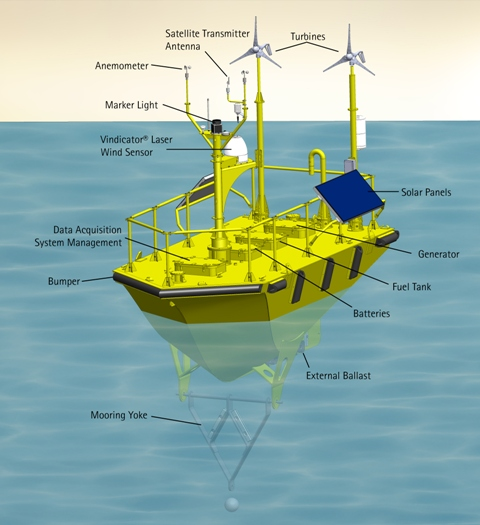 Satellite Transmitter
Antenna
Turbines
Anemometer
Marker Light
Vindicator® Laser
Wind Sensor
Solar Panels
Data Acquisition
System Management
Generator
Bumper
Fuel Tank
Batteries
External Ballast
Mooring Yoke